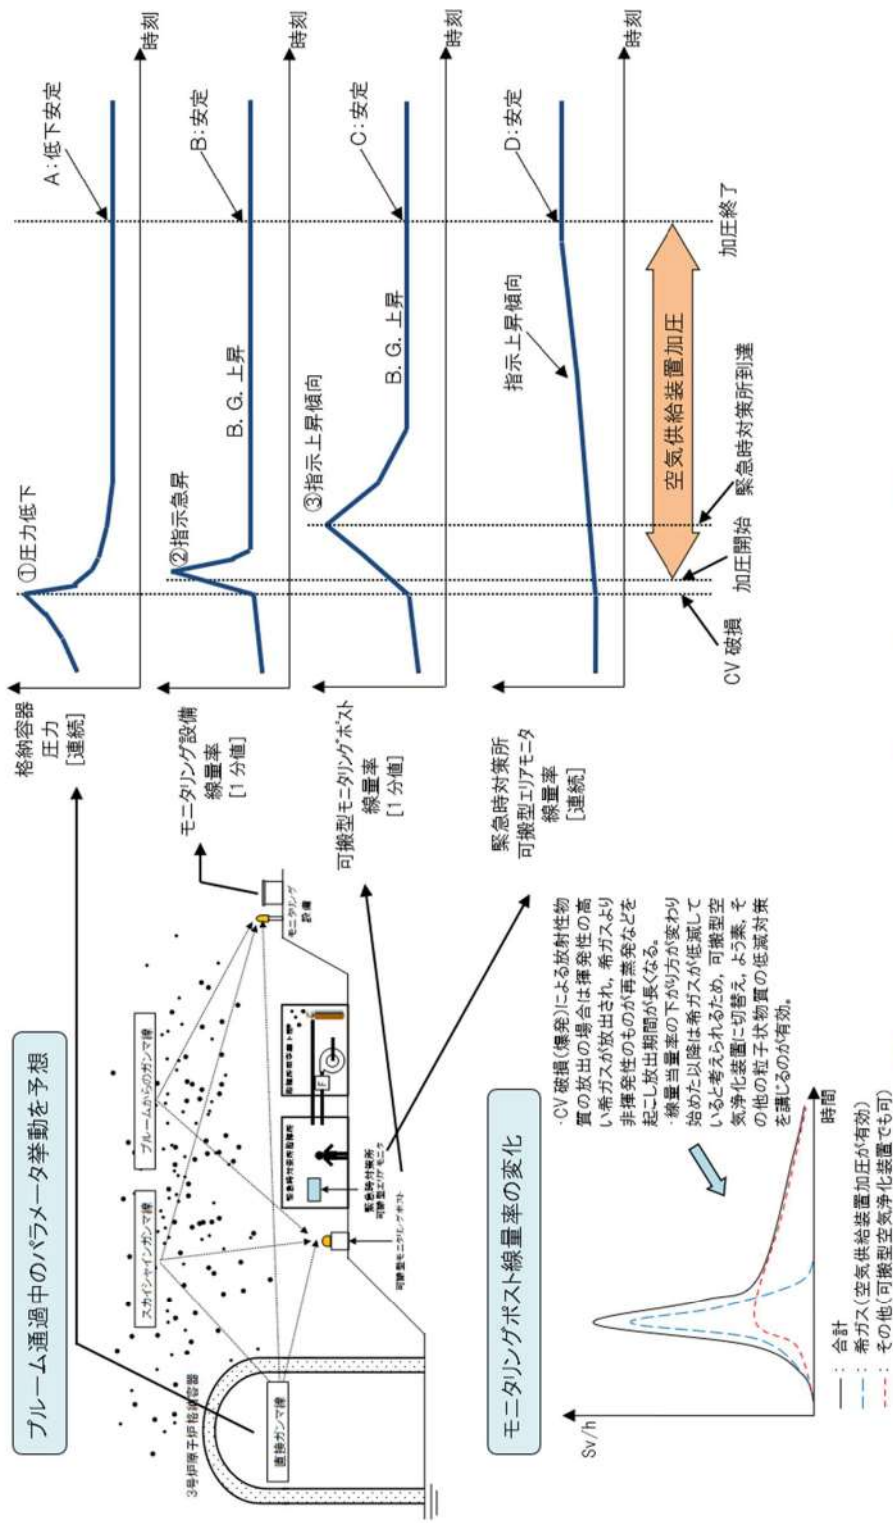 プルーム通過中のパラメータ挙動を予想
スカイシャインガンマ線
プルームからのガンマ線
3号炉原子炉格納容器
直接ガンマ線
緊急時対策所
可搬型エリアモニタ
可搬型モニタリングポスト
モニタリング
設備
F
格納容器
圧力
[連続]
①圧力低下
A:低下安定
時刻
モニタリング設備
線量率
[1分値]
②指示急昇
B.G.上昇
B:安定
時刻
可搬型モニタリングポスト
線量率
[1分値]
③指示上昇傾向
B.G.上昇
C:安定
時刻
緊急時対策所
可搬型エリアモニタ
線量率
[連続]
指示上昇傾向
D:安定
時刻
CV破損
加圧開始
緊急時対策所到達
空気供給装置加圧
加圧終了
モニタリングポスト線量率の変化
Sv/h
時間
:合計
:希ガス(空気供給装置加圧が有効)
:その他(可搬型空気浄化装置でも可)
・CV破損(爆発)による放射性物
質の放出の場合は揮発性の高
い希ガスが放出され,希ガスより
非揮発性のものが再蒸発などを
起こし放出期間が長くなる。
・線量当量率の下がり方が変わり
始めた以降は希ガスが低減して
いると考えられるため,可搬型空
気浄化装置に切替え,よう素,そ
の他の粒子状物質の低減対策
を講じるのが有効。